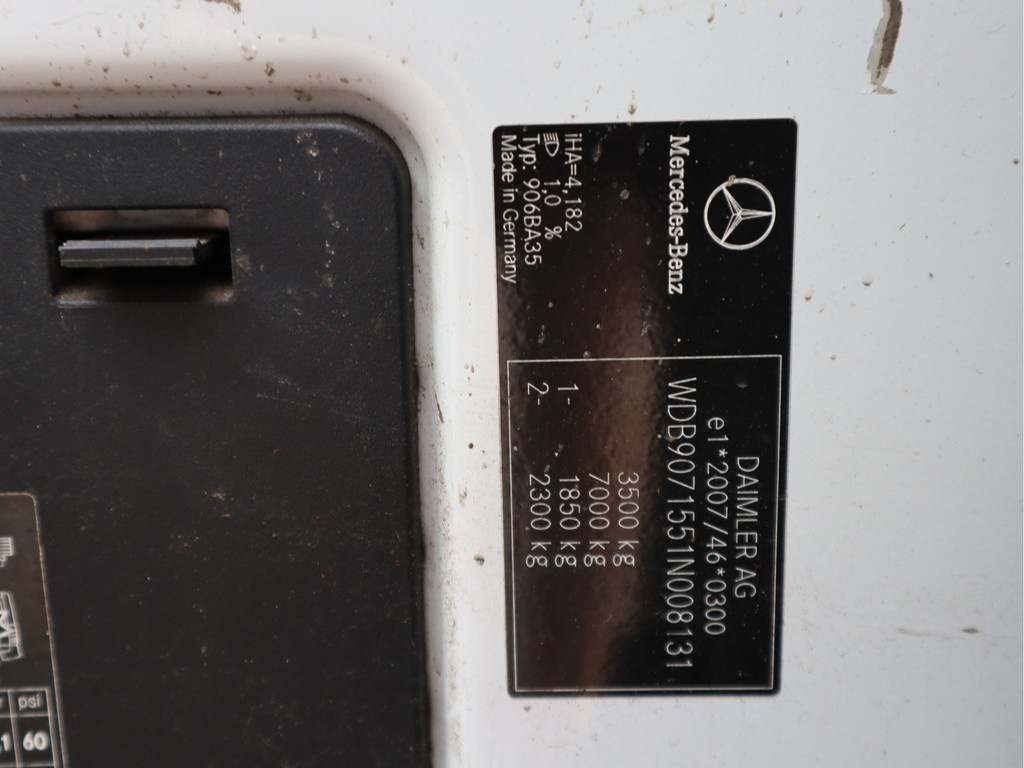 Mercedes-Benz
DAIMLER AG
e1*2007/46*0300
WDB9071551N008131
3500 kg
7000 kg
1- 1850 kg
2- 2300 kg
iHA=4,182
1,0 %
Typ: 906BA35
Made in Germany
psi
60